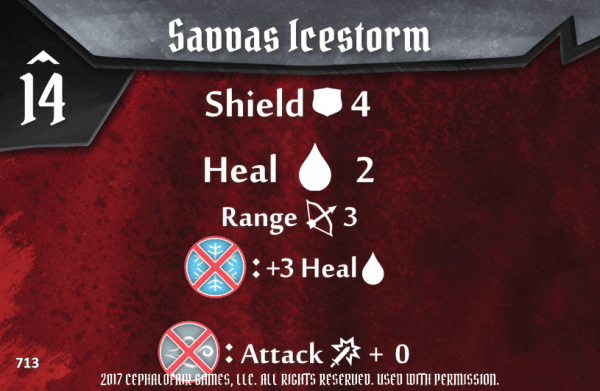 Savvas Icestorm
14
Shield 4
Heal 2
Range 3
: +3 Heal
: Attack + 0
713
2017 CEPHALOFAIR GAMES, LLC. ALL RIGHTS RESERVED. USED WITH PERMISSION.